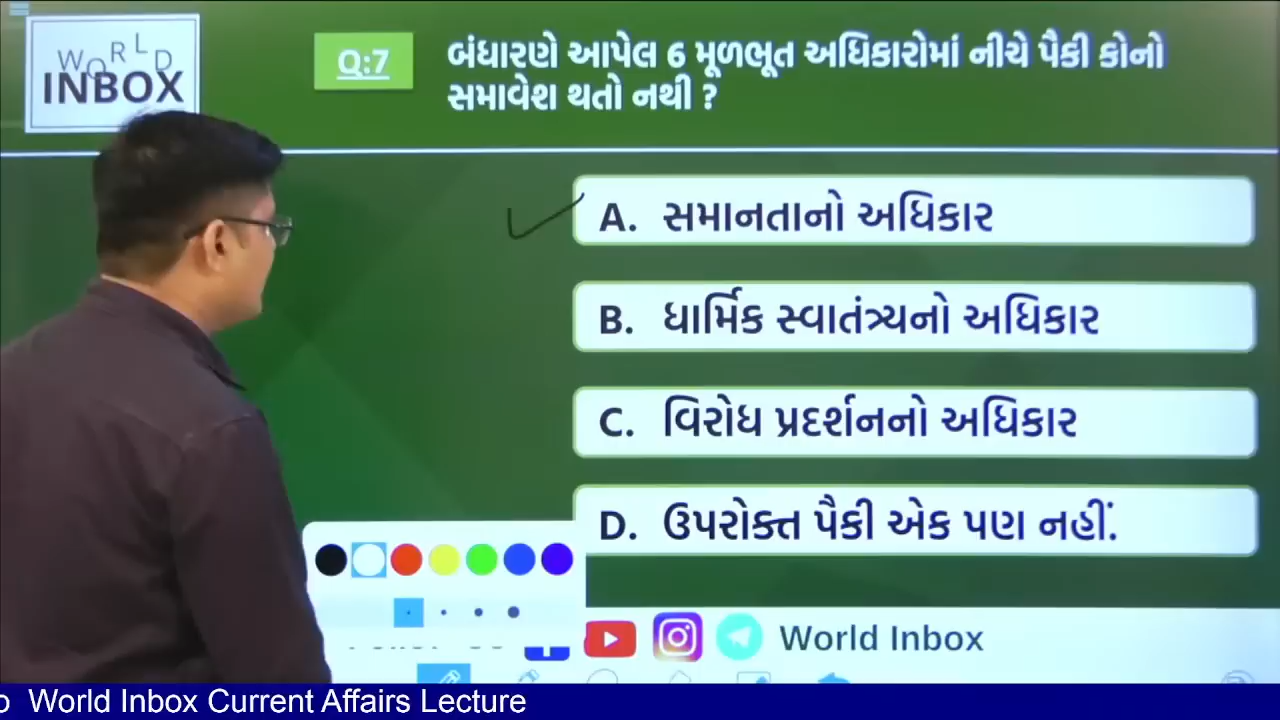 WORLD
INBOX
Q:7
બંધારણે આપેલ 6 મૂળભૂત અધિકારોમાં નીચે પૈકી કોનો
સમાવેશ થતો નથી ?
A. સમાનતાનો અધિકાર
B. ધાર્મિક સ્વાતંત્ર્યનો અધિકાર
C. વિરોધ પ્રદર્શનનો અધિકાર
D. ઉપરોક્ત પૈકી એક પણ નહીં.
World Inbox
World Inbox Current Affairs Lecture